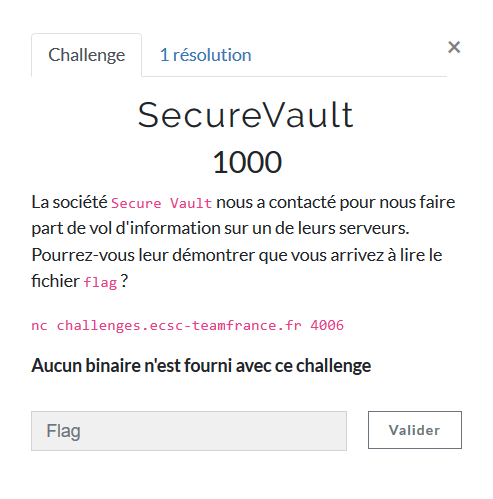 Challenge
1 résolution
×
SecureVault
1000
La société Secure Vault nous a contacté pour nous faire
part de vol d'information sur un de leurs serveurs.
Pourrez-vous leur démontrer que vous arrivez à lire le
fichier flag ?
nc challenges.ecsc-teamfrance.fr 4006
Aucun binaire n'est fourni avec ce challenge
Flag
Valider